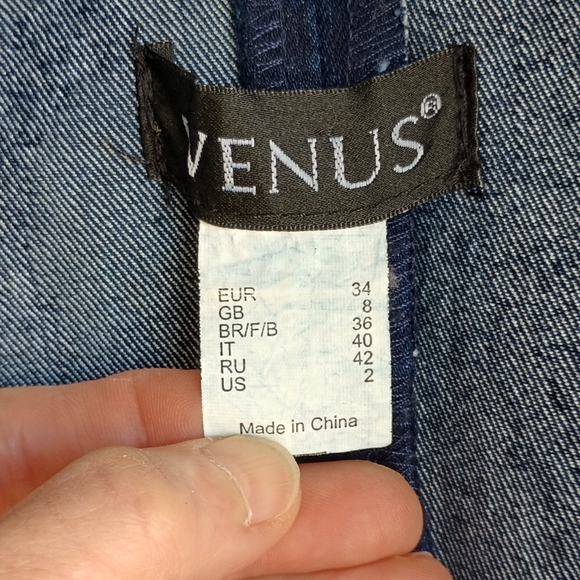 VENUS®
EUR 34
GB 8
BR/F/B 36
IT 40
RU 42
US 2
Made in China